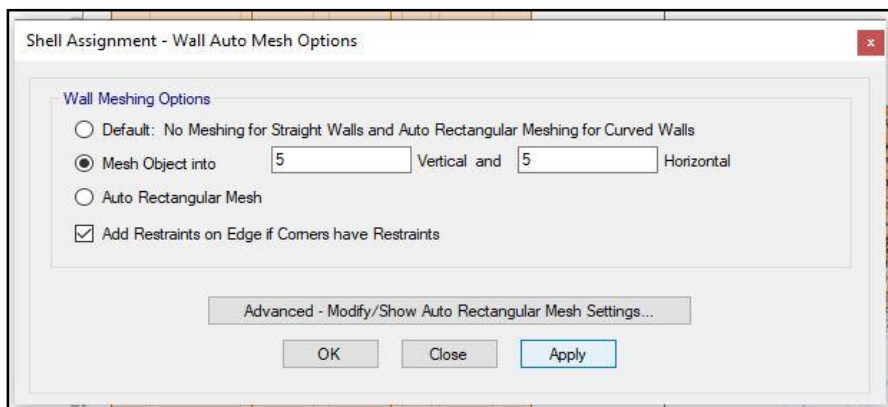 Shell Assignment - Wall Auto Mesh Options
x
Wall Meshing Options
Default: No Meshing for Straight Walls and Auto Rectangular Meshing for Curved Walls
Mesh Object into 5 Vertical and 5 Horizontal
Auto Rectangular Mesh
Add Restraints on Edge if Corners have Restraints
Advanced - Modify/Show Auto Rectangular Mesh Settings...
OK Close Apply